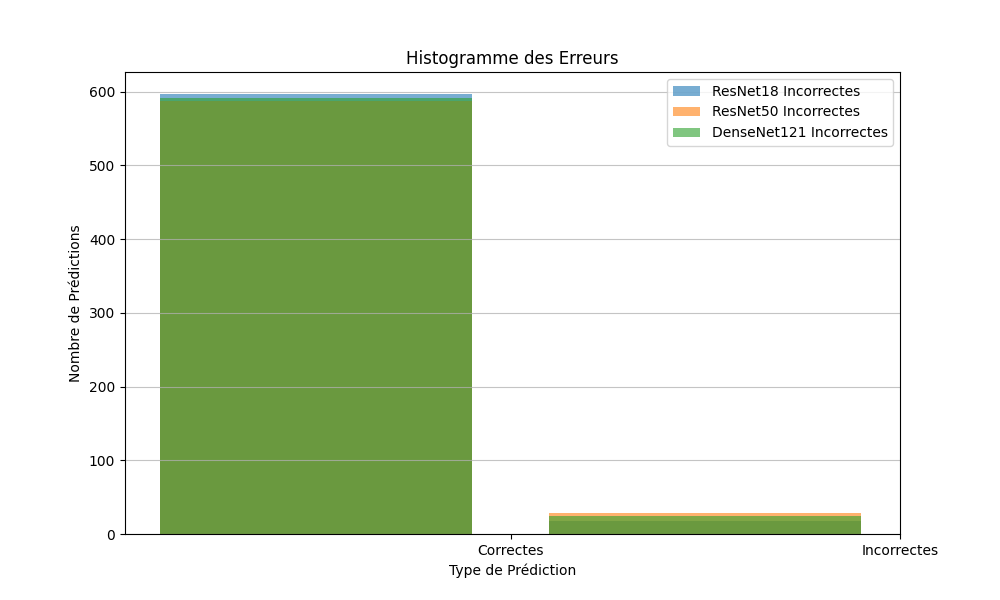 Histogramme des Erreurs
ResNet18 Incorrectes
ResNet50 Incorrectes
DenseNet121 Incorrectes
Nombre de Prédictions
600
500
400
300
200
100
0
Correctes
Incorrectes
Type de Prédiction